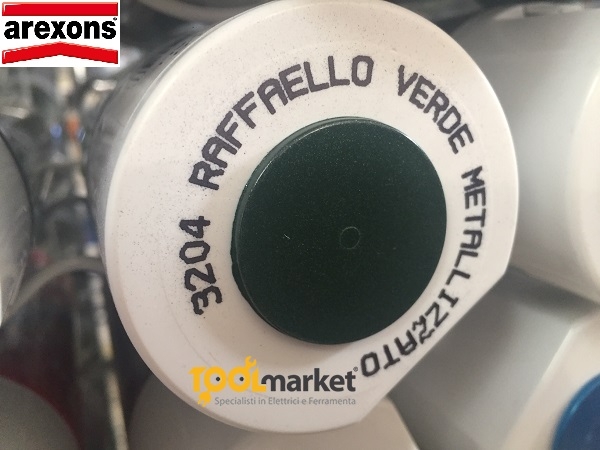 arexons
3204 RAFFAELLO VERDE METALLIZZATO
TOOLmarket®
Specialisti in Elettrici e Ferramenta